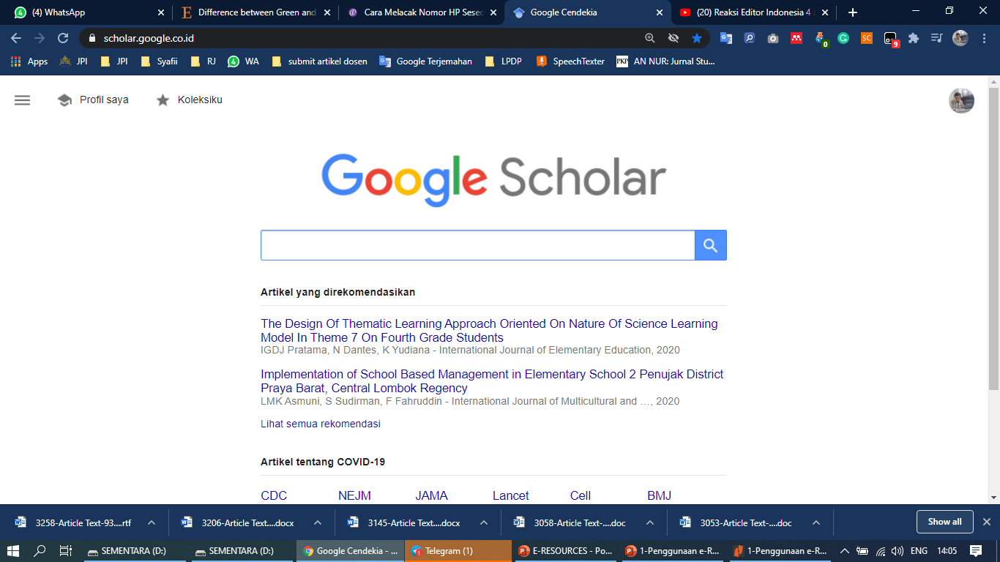 (4) WhatsApp
Difference between Green and
Cara Melacak Nomor HP Sesec
Google Cendekia
(20) Reaksi Editor Indonesia 4
scholar.google.co.id
0
SC
9
Apps
JPI
JPI
Syafii
RJ
WA
submit artikel dosen
Google Terjemahan
LPDP
SpeechTexter
PKP
AN NUR: Jurnal Stu...
Profil saya
Koleksiku
Google Scholar
Artikel yang direkomendasikan
The Design Of Thematic Learning Approach Oriented On Nature Of Science Learning
Model In Theme 7 On Fourth Grade Students
IGDJ Pratama, N Dantes, K Yudiana - International Journal of Elementary Education, 2020
Implementation of School Based Management in Elementary School 2 Penujak District
Praya Barat, Central Lombok Regency
LMK Asmuni, S Sudirman, F Fahruddin - International Journal of Multicultural and …, 2020
Lihat semua rekomendasi
Artikel tentang COVID-19
CDC
NEJM
JAMA
Lancet
Cell
BMJ
3258-Article Text-93....rtf
3206-Article Text....docx
3145-Article Text....docx
3058-Article Text-....doc
3053-Article Text-....doc
Show all
SEMENTARA (D:)
SEMENTARA (D:)
Google Cendekia - ...
Telegram (1)
E-RESOURCES - Po...
1-Penggunaan e-R...
1-Penggunaan e-R...
ENG
14:05